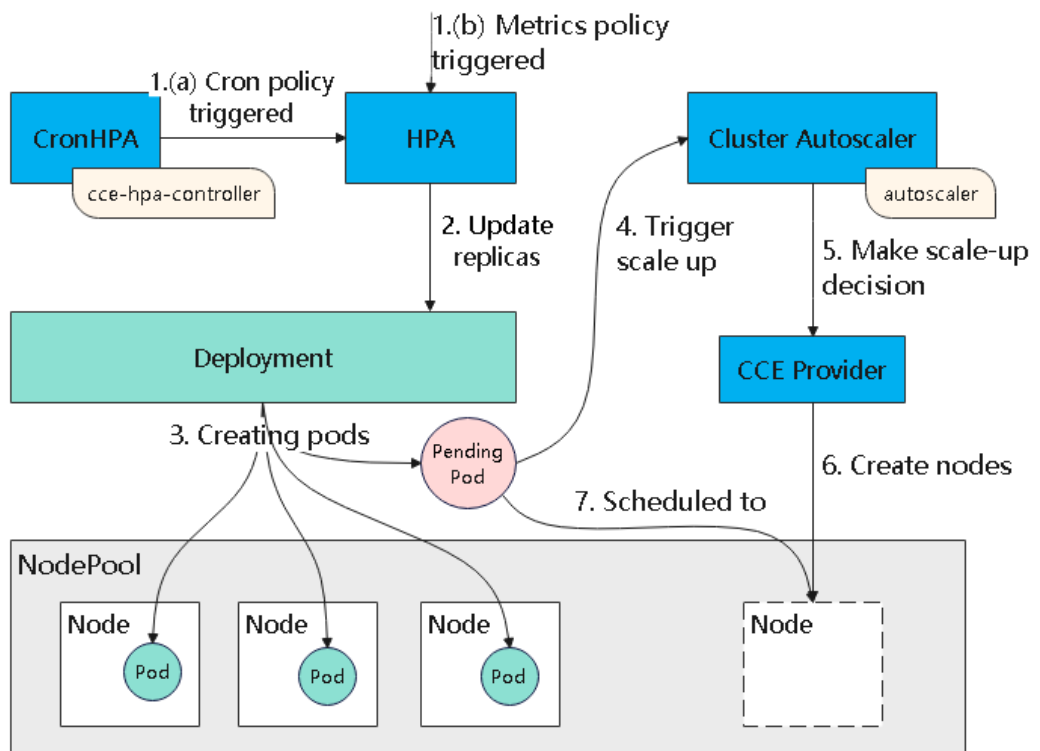 1.(b) Metrics policy
triggered
1.(a) Cron policy
triggered
CronHPA
HPA
Cluster Autoscaler
cce-hpa-controller
autoscaler
2. Update
replicas
4. Trigger
scale up
5. Make scale-up
decision
Deployment
CCE Provider
3. Creating pods
Pending
Pod
6. Create nodes
7. Scheduled to
NodePool
Node
Node
Node
Node
Pod
Pod
Pod